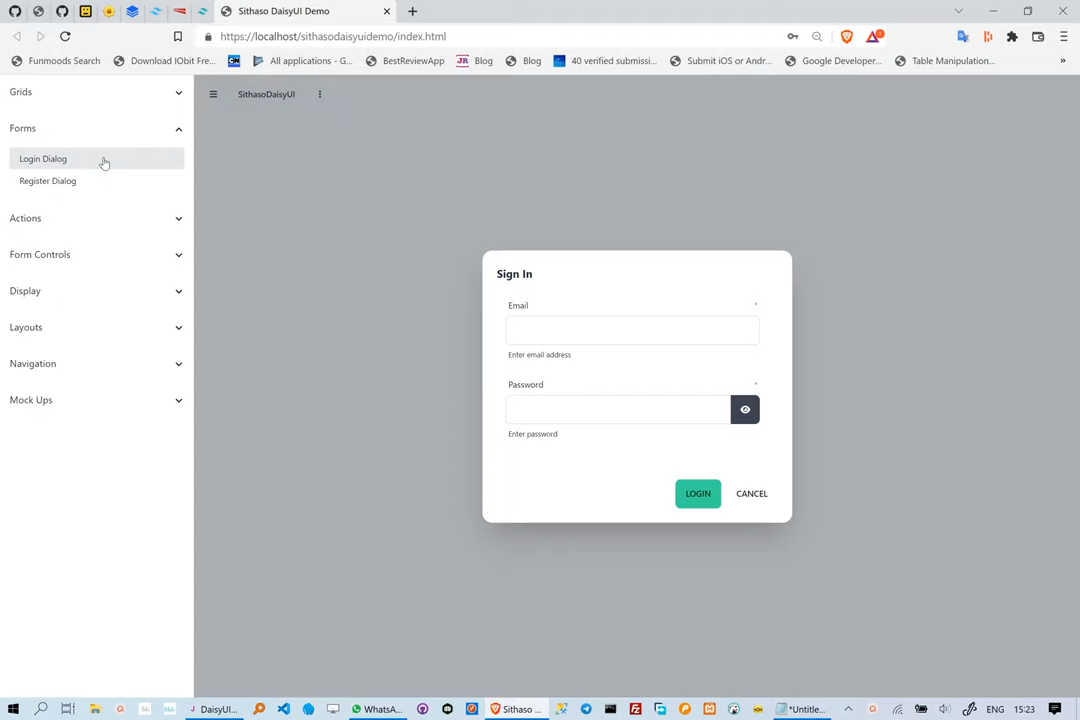 Sithaso DaisyUI Demo
https://localhost/sithasodaisyuidemo/index.html
Funmoods Search
Download IObit Fre...
All applications - G...
BestReviewApp
JR
Blog
Blog
40 verified submissi...
Submit iOS or Andr...
Google Developer...
Table Manipulation...
»
Grids
Forms
Login Dialog
Register Dialog
Actions
Form Controls
Display
Layouts
Navigation
Mock Ups
SithasoDaisyUI
Sign In
Email *
Enter email address
Password *
Enter password
LOGIN
CANCEL
DaisyUI...
WhatsA...
Sithaso ...
*Untitle...
ENG
15:23